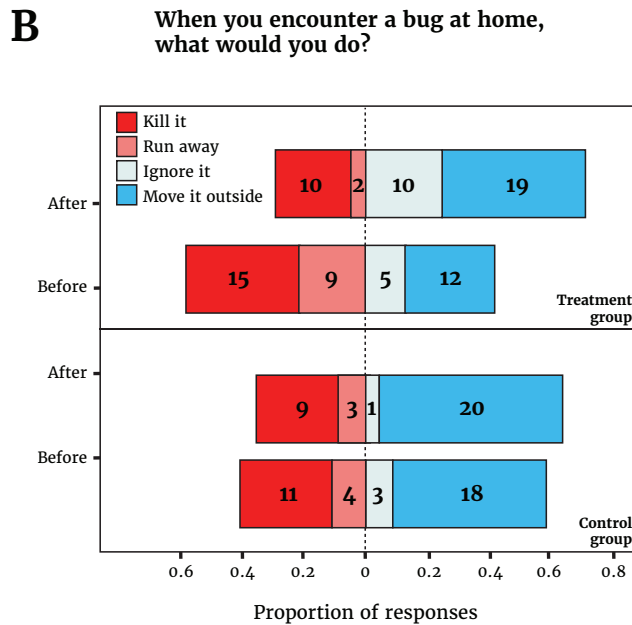 B
When you encounter a bug at home,
what would you do?
Kill it
Run away
Ignore it
Move it outside
After
10 2 10 19
Before
15 9 5 12
Treatment
group
After
9 3 1 20
Before
11 4 3 18
Control
group
0.6 0.4 0.2 0 0.2 0.4 0.6 0.8
Proportion of responses